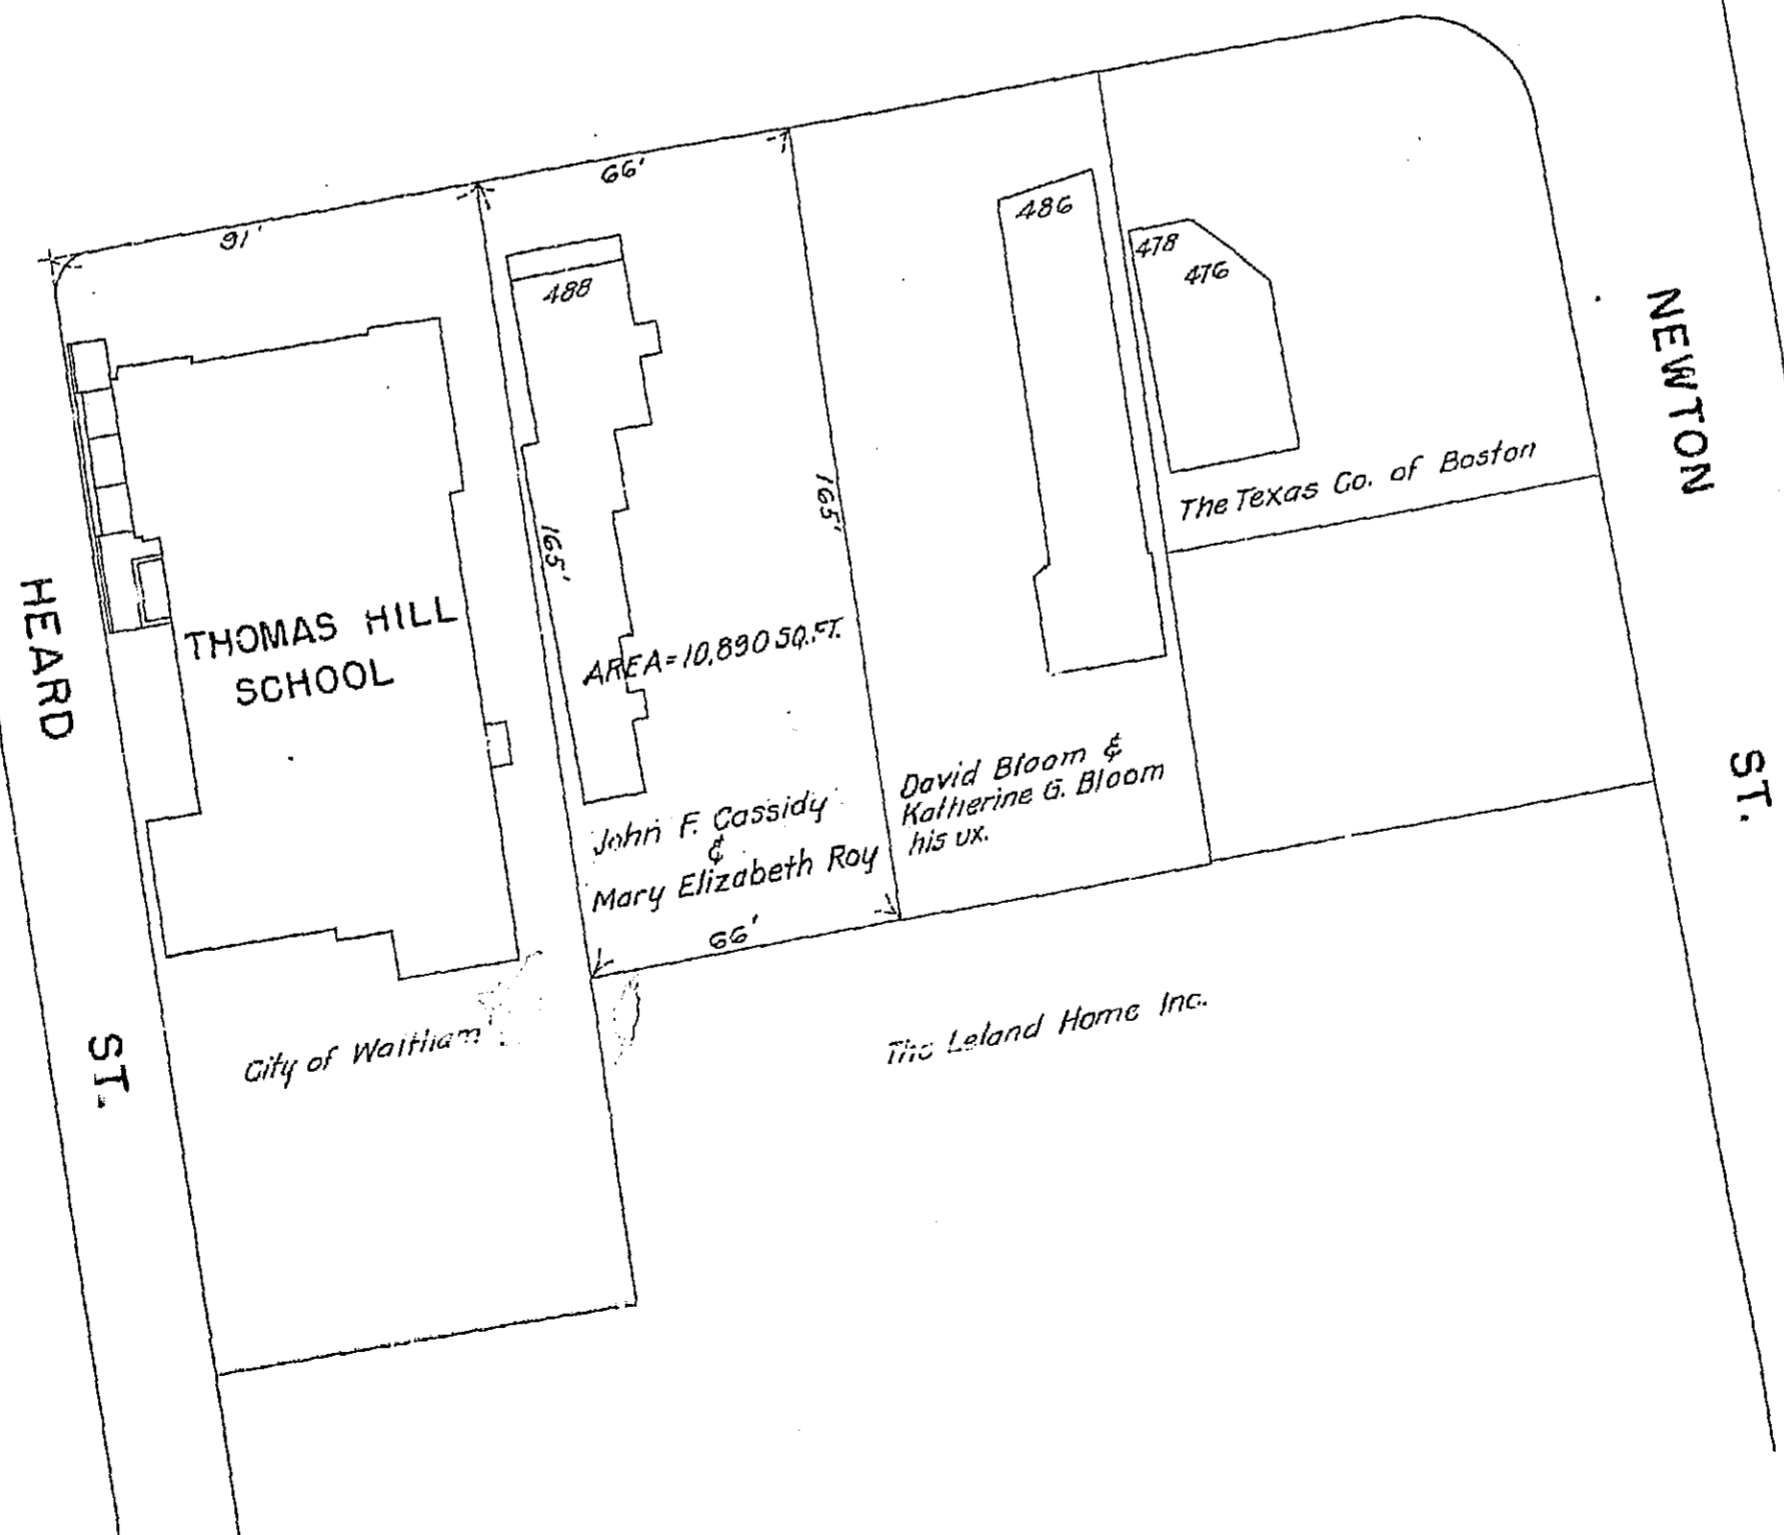 66'
91'
486
478
476
488
NEWTON
ST.
The Texas Co. of Boston
165'
165'
HEARD
ST.
THOMAS HILL
SCHOOL
AREA=10,890 SQ.FT.
David Bloom &
Katherine G. Bloom
his ux.
John F. Cassidy
&
Mary Elizabeth Roy
66'
City of Waltham
The Leland Home Inc.